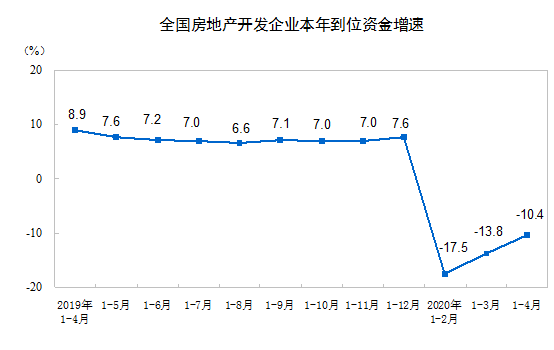 全国房地产开发企业本年到位资金增速
(%)
20
10
0
-10
-20
8.9
7.6
7.2
7.0
6.6
7.1
7.0
7.0
7.6
-17.5
-13.8
-10.4
2019年
1-4月
1-5月
1-6月
1-7月
1-8月
1-9月
1-10月
1-11月
1-12月
2020年
1-2月
1-3月
1-4月